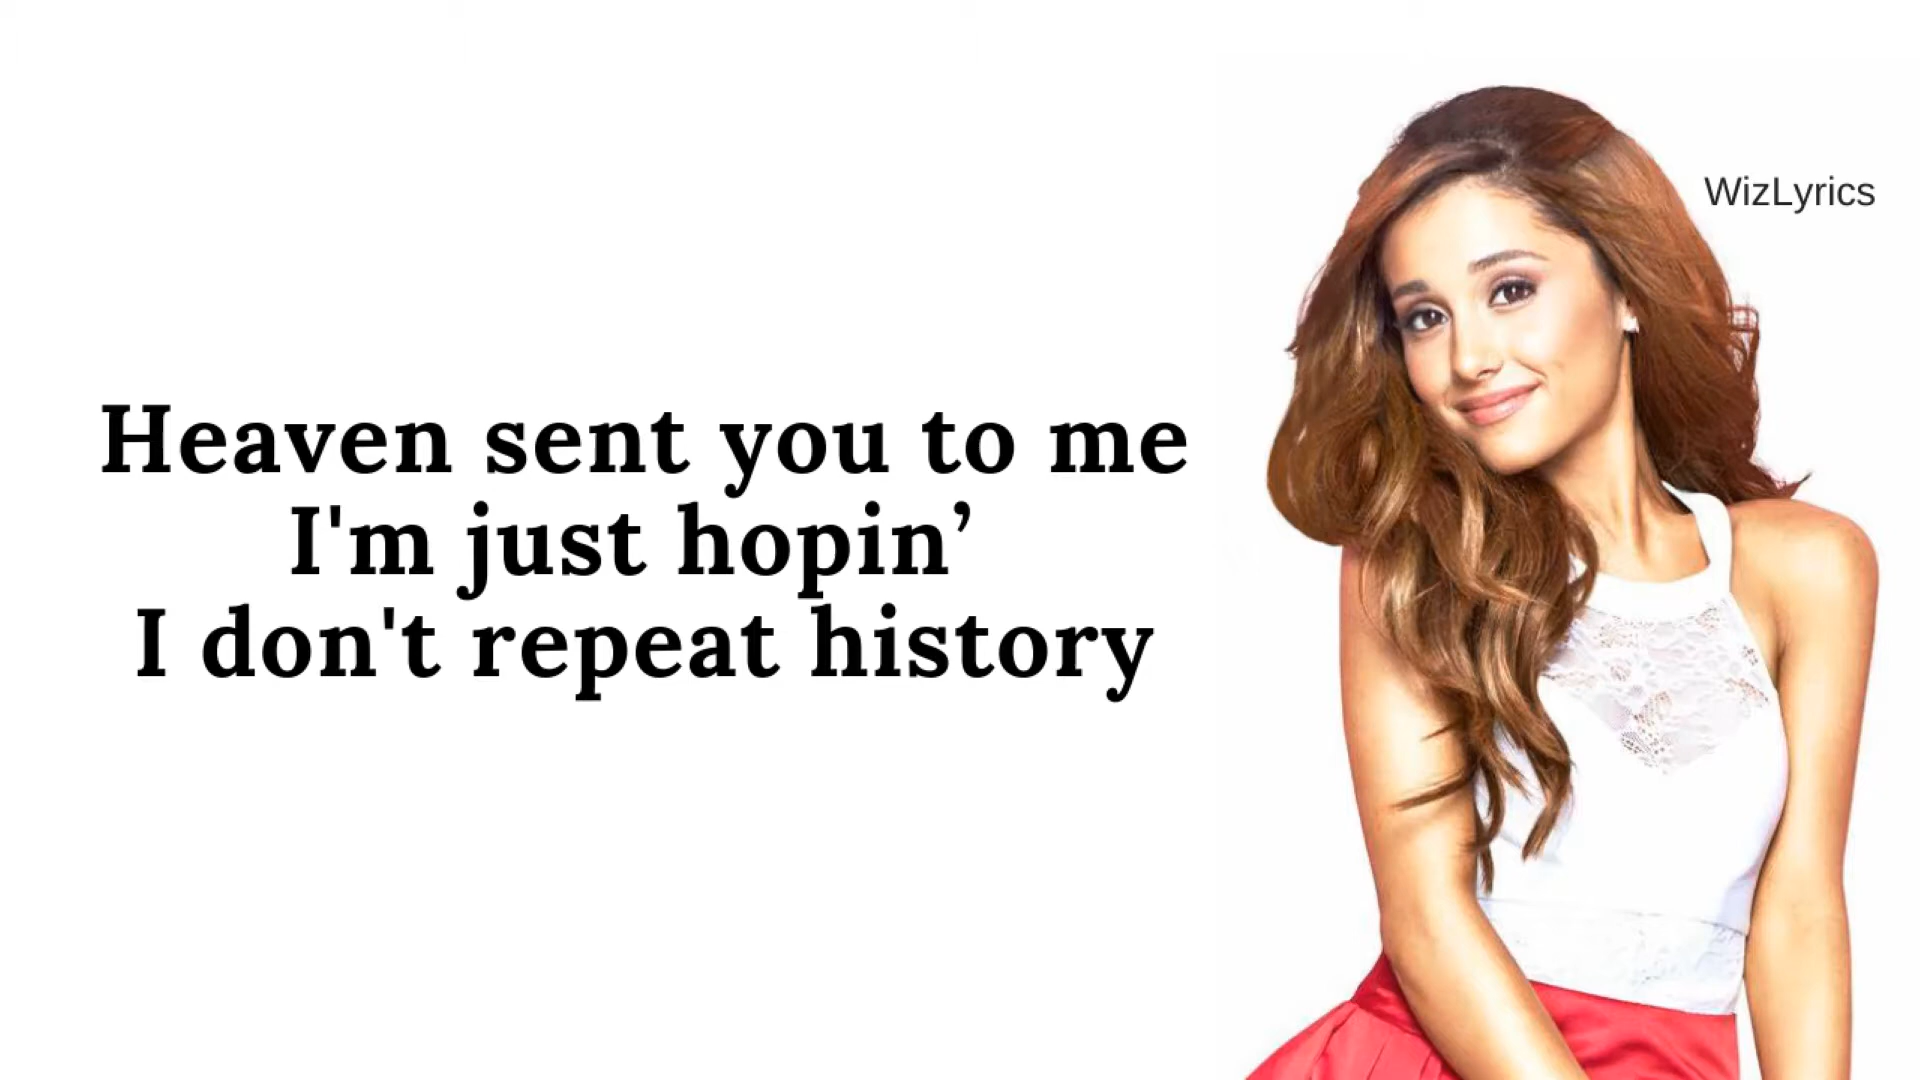 WizLyrics
Heaven sent you to me
I'm just hopin’
I don't repeat history